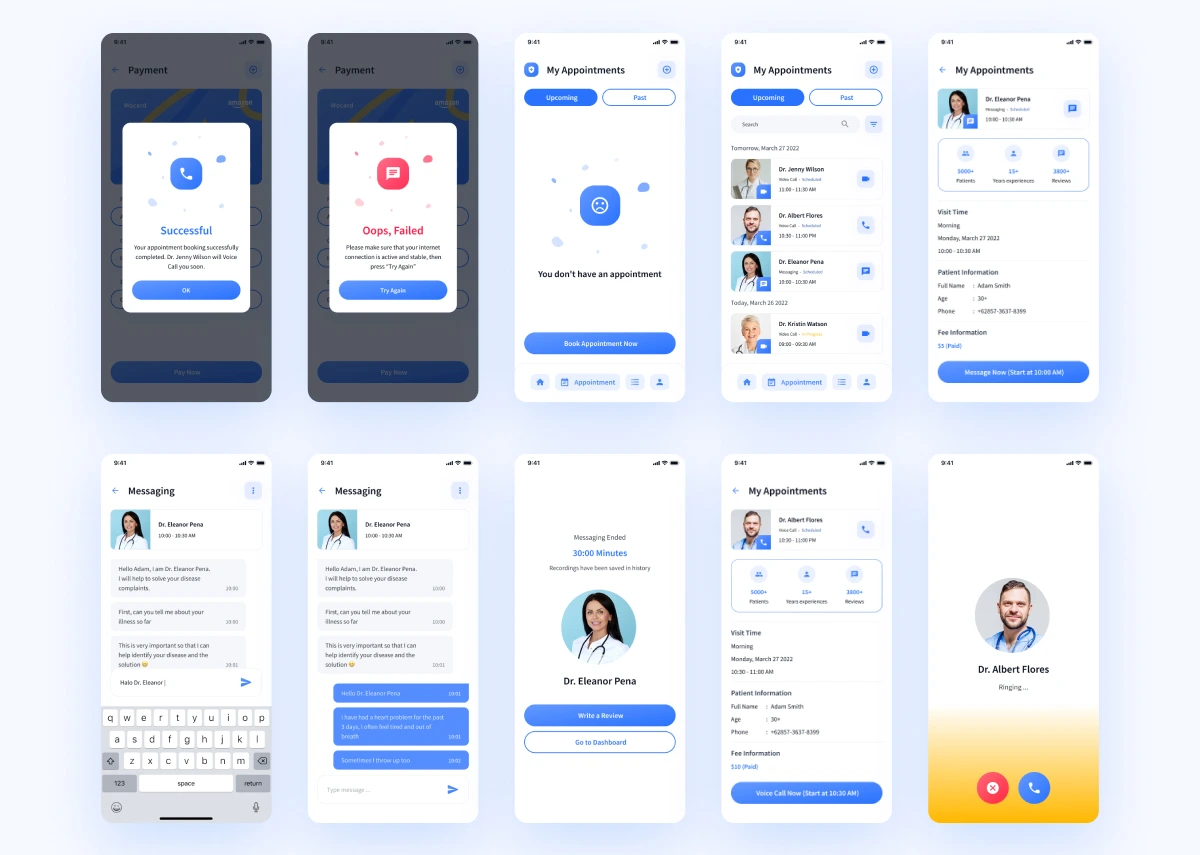 9:41
Payment
Wacard
amazon
Successful
Your appointment booking successfully
completed. Dr. Jenny Wilson will Voice
Call you soon.
OK
Pay Now
9:41
Payment
Wacard
amazon
Oops, Failed
Please make sure that your internet
connection is active and stable, then
press “Try Again”
Try Again
Pay Now
9:41
My Appointments
Upcoming
Past
You don't have an appointment
Book Appointment Now
Appointment
9:41
My Appointments
Upcoming
Past
Search
Tomorrow, March 27 2022
Dr. Jenny Wilson
Video Call - Scheduled
11:00 - 11:30 AM
Dr. Albert Flores
Voice Call - Scheduled
10:30 - 11:00 PM
Dr. Eleanor Pena
Messaging - Scheduled
10:00 - 10:30 AM
Today, March 26 2022
Dr. Kristin Watson
Video Call - In Progress
09:00 - 09:30 AM
Appointment
9:41
My Appointments
Dr. Eleanor Pena
Messaging - Scheduled
10:00 - 10:30 AM
5000+
Patients
15+
Years experiences
3800+
Reviews
Visit Time
Morning
Monday, March 27 2022
10:00 - 10:30 AM
Patient Information
Full Name : Adam Smith
Age : 30+
Phone : +62857-3637-8399
Fee Information
$5 (Paid)
Message Now (Start at 10:00 AM)
9:41
Messaging
Dr. Eleanor Pena
10:00 - 10:30 AM
Hello Adam, i am Dr. Eleanor Pena.
I will help to solve your disease
complaints.
10:00
First, can you tell me about your
illness so far
10:00
This is very important so that I can
help identify your disease and the
solution 😊
10:01
Halo Dr. Eleanor |
q w e r t y u i o p
a s d f g h j k l
z x c v b n m
123 space return
9:41
Messaging
Dr. Eleanor Pena
10:00 - 10:30 AM
Hello Adam, i am Dr. Eleanor Pena.
I will help to solve your disease
complaints.
10:00
First, can you tell me about your
illness so far
10:00
This is very important so that I can
help identify your disease and the
solution 😊
10:01
Hello Dr. Eleanor Pena
10:01
i have had a heart problem for the past
3 days, I often feel tired and out of
breath
10:01
Sometimes I throw up too
10:01
Type message ...
9:41
Messaging Ended
30:00 Minutes
Recordings have been saved in history
Dr. Eleanor Pena
Write a Review
Go to Dashboard
9:41
My Appointments
Dr. Albert Flores
Voice Call - Scheduled
10:30 - 11:00 PM
5000+
Patients
15+
Years experiences
3800+
Reviews
Visit Time
Morning
Monday, March 27 2022
10:30 - 11:00 AM
Patient Information
Full Name : Adam Smith
Age : 30+
Phone : +62857-3637-8399
Fee Information
$10 (Paid)
Voice Call Now (Start at 10:30 AM)
9:41
Dr. Albert Flores
Ringing ...